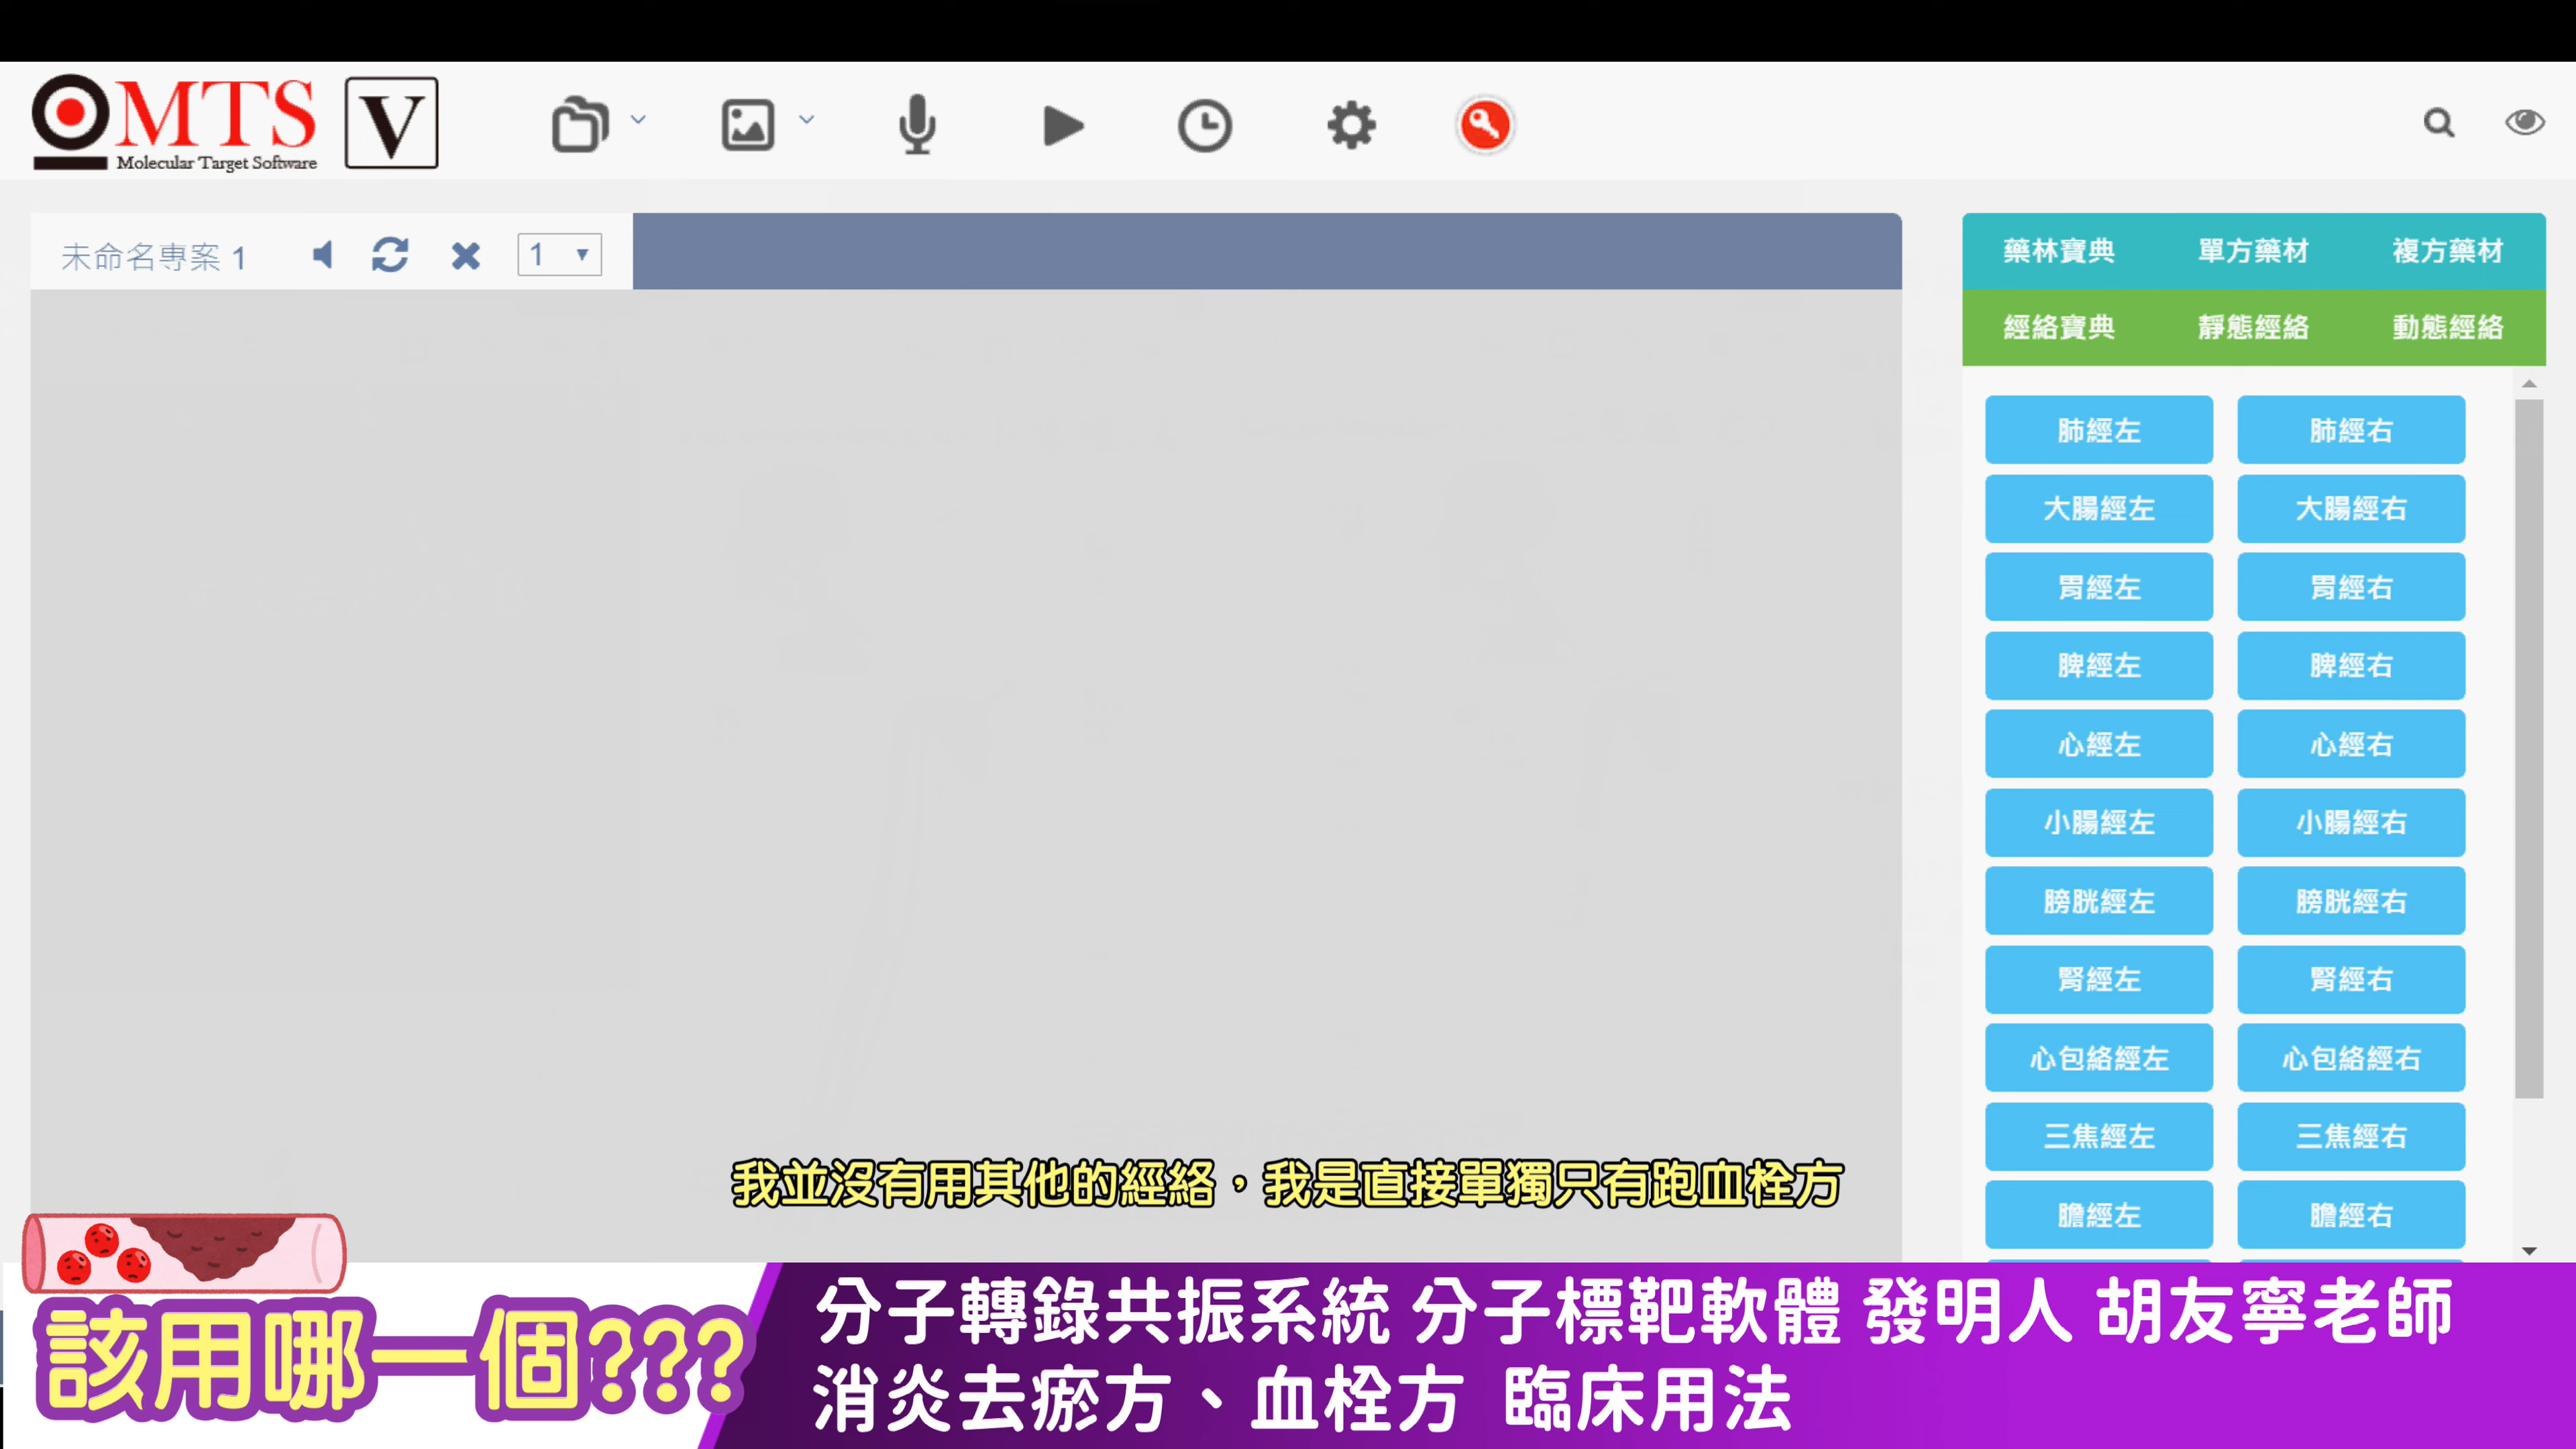 MTS
Molecular Target Software
V
未命名專案 1
1
藥林寶典 單方藥材 複方藥材
經絡寶典 靜態經絡 動態經絡
肺經左 肺經右
大腸經左 大腸經右
胃經左 胃經右
脾經左 脾經右
心經左 心經右
小腸經左 小腸經右
膀胱經左 膀胱經右
腎經左 腎經右
心包絡經左 心包絡經右
三焦經左 三焦經右
膽經左 膽經右
我並沒有用其他的經絡，我是直接單獨只有跑血栓方
該用哪一個???
分子轉錄共振系統 分子標靶軟體 發明人 胡友寧老師
消炎去瘀方、血栓方 臨床用法